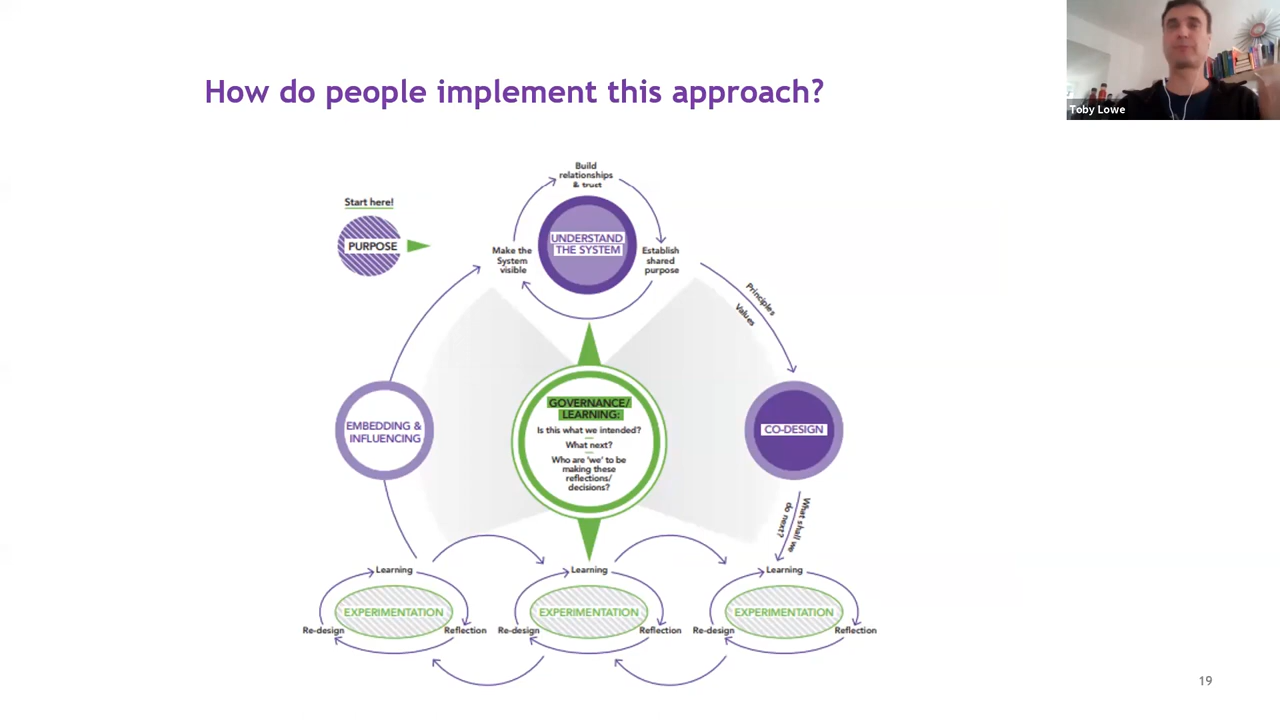 How do people implement this approach?
Toby Lowe
Start here!
PURPOSE
Build
relationships
& trust
UNDERSTAND
THE SYSTEM
Make the
System
visible
Establish
shared
purpose
Principles
Values
EMBEDDING &
INFLUENCING
GOVERNANCE/
LEARNING:
Is this what we intended?
What next?
Who are 'we' to be
making these
reflections/
decisions?
CO-DESIGN
What shall we
do next?
Learning
EXPERIMENTATION
Re-design
Reflection
Learning
EXPERIMENTATION
Re-design
Reflection
Learning
EXPERIMENTATION
Re-design
Reflection
19